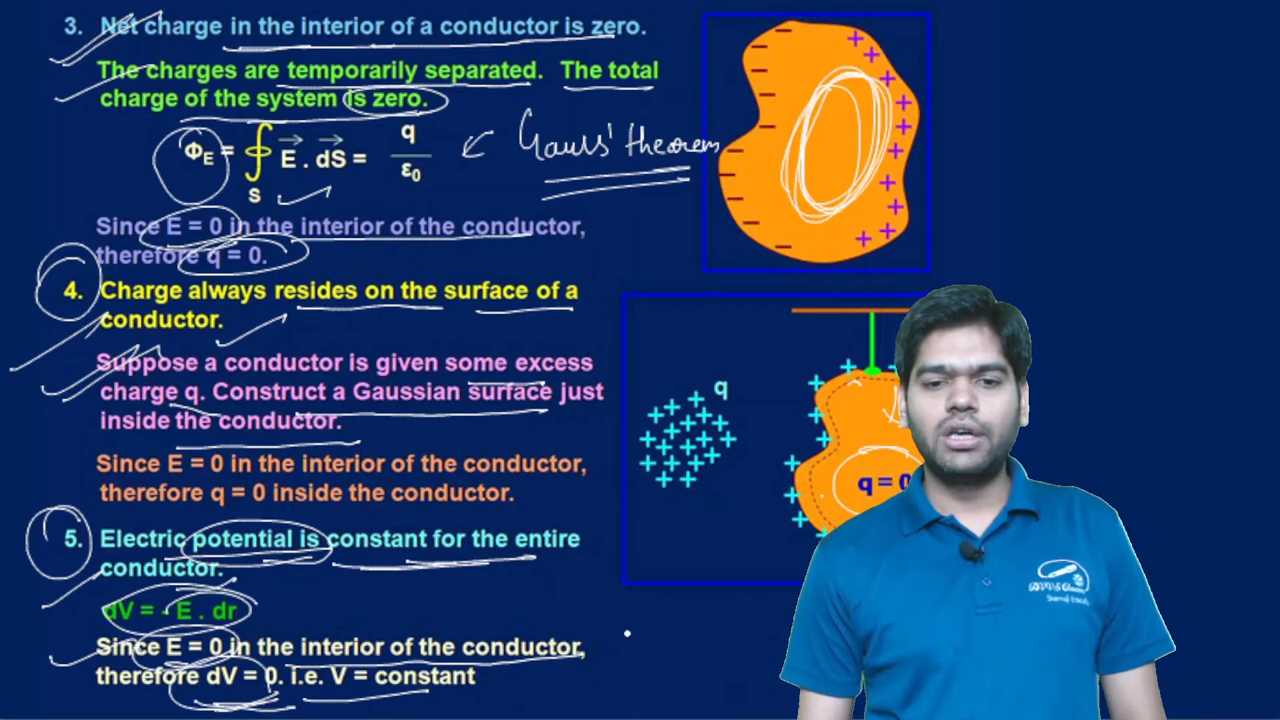 3. Net charge in the interior of a conductor is zero.
The charges are temporarily separated. The total
charge of the system is zero.
ΦE = ∮S E . dS = q / ε0
Gauss' theorem
Since E = 0 in the interior of the conductor,
therefore q = 0.
4. Charge always resides on the surface of a
conductor.
Suppose a conductor is given some excess
charge q. Construct a Gaussian surface just
inside the conductor.
Since E = 0 in the interior of the conductor,
therefore q = 0 inside the conductor.
5. Electric potential is constant for the entire
conductor.
dV = - E . dr
Since E = 0 in the interior of the conductor,
therefore dV = 0. i.e. V = constant
q
q = 0